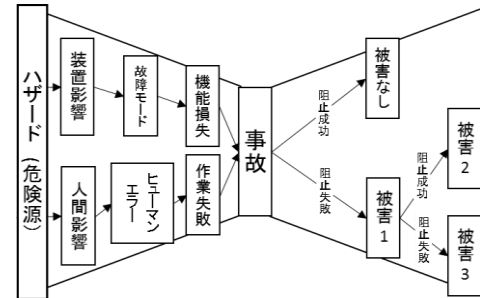 ハザード(危険源)
装置影響
故障モード
機能損失
人間影響
ヒューマン
エラー
作業失敗
事故
阻止成功
被害なし
阻止失敗
被害1
阻止成功
被害2
阻止失敗
被害3